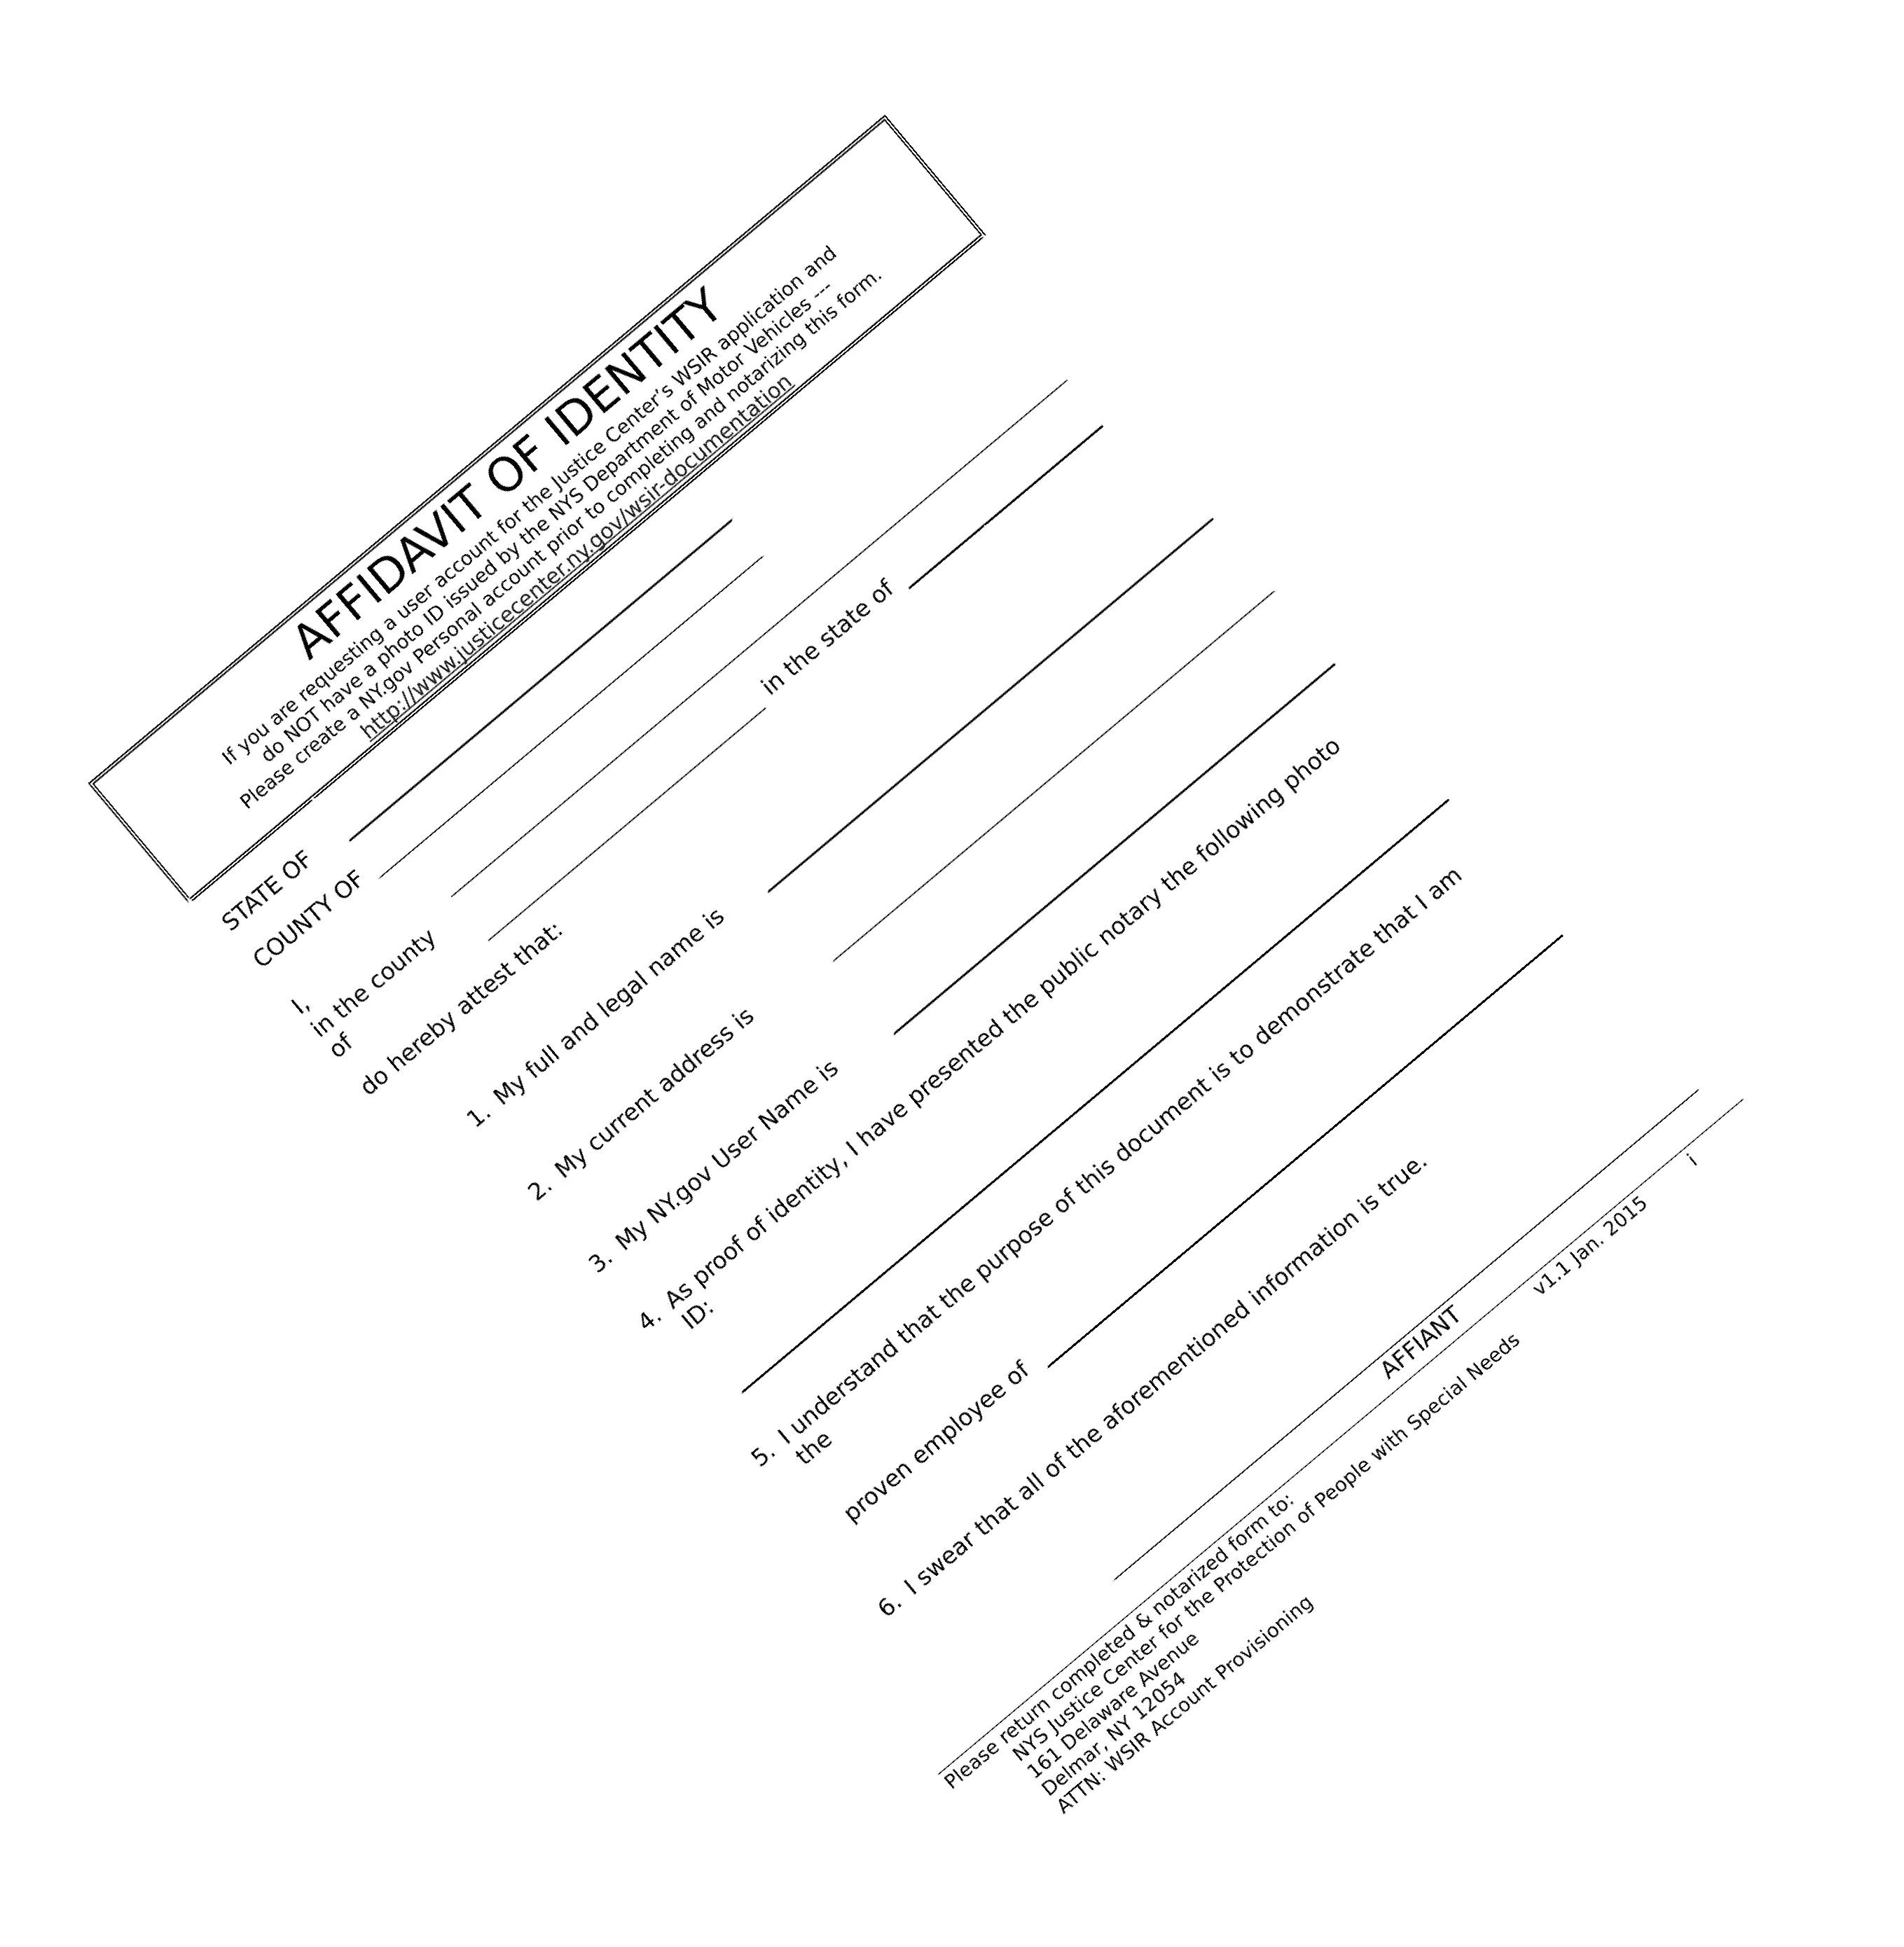 AFFIDAVIT OF IDENTITY
If you are requesting a user account for the Justice Center’s WSIR application and
do NOT have a photo ID issued by the NYS Department of Motor Vehicles ---
Please create a NY.gov Personal account prior to completing and notarizing this form.
http://www.justicecenter.ny.gov/wsir-documentation
STATE OF
COUNTY OF
I,
in the county
of
in the state of
do hereby attest that:
1. My full and legal name is
2. My current address is
3. My NY.gov User Name is
4. As proof of identity, I have presented the public notary the following photo
ID:
5. I understand that the purpose of this document is to demonstrate that I am
the
proven employee of
6. I swear that all of the aforementioned information is true.
AFFIANT
Please return completed & notarized form to:
NYS Justice Center for the Protection of People with Special Needs
161 Delaware Avenue
Delmar, NY 12054
ATTN: WSIR Account Provisioning
v1.1 Jan. 2015
i